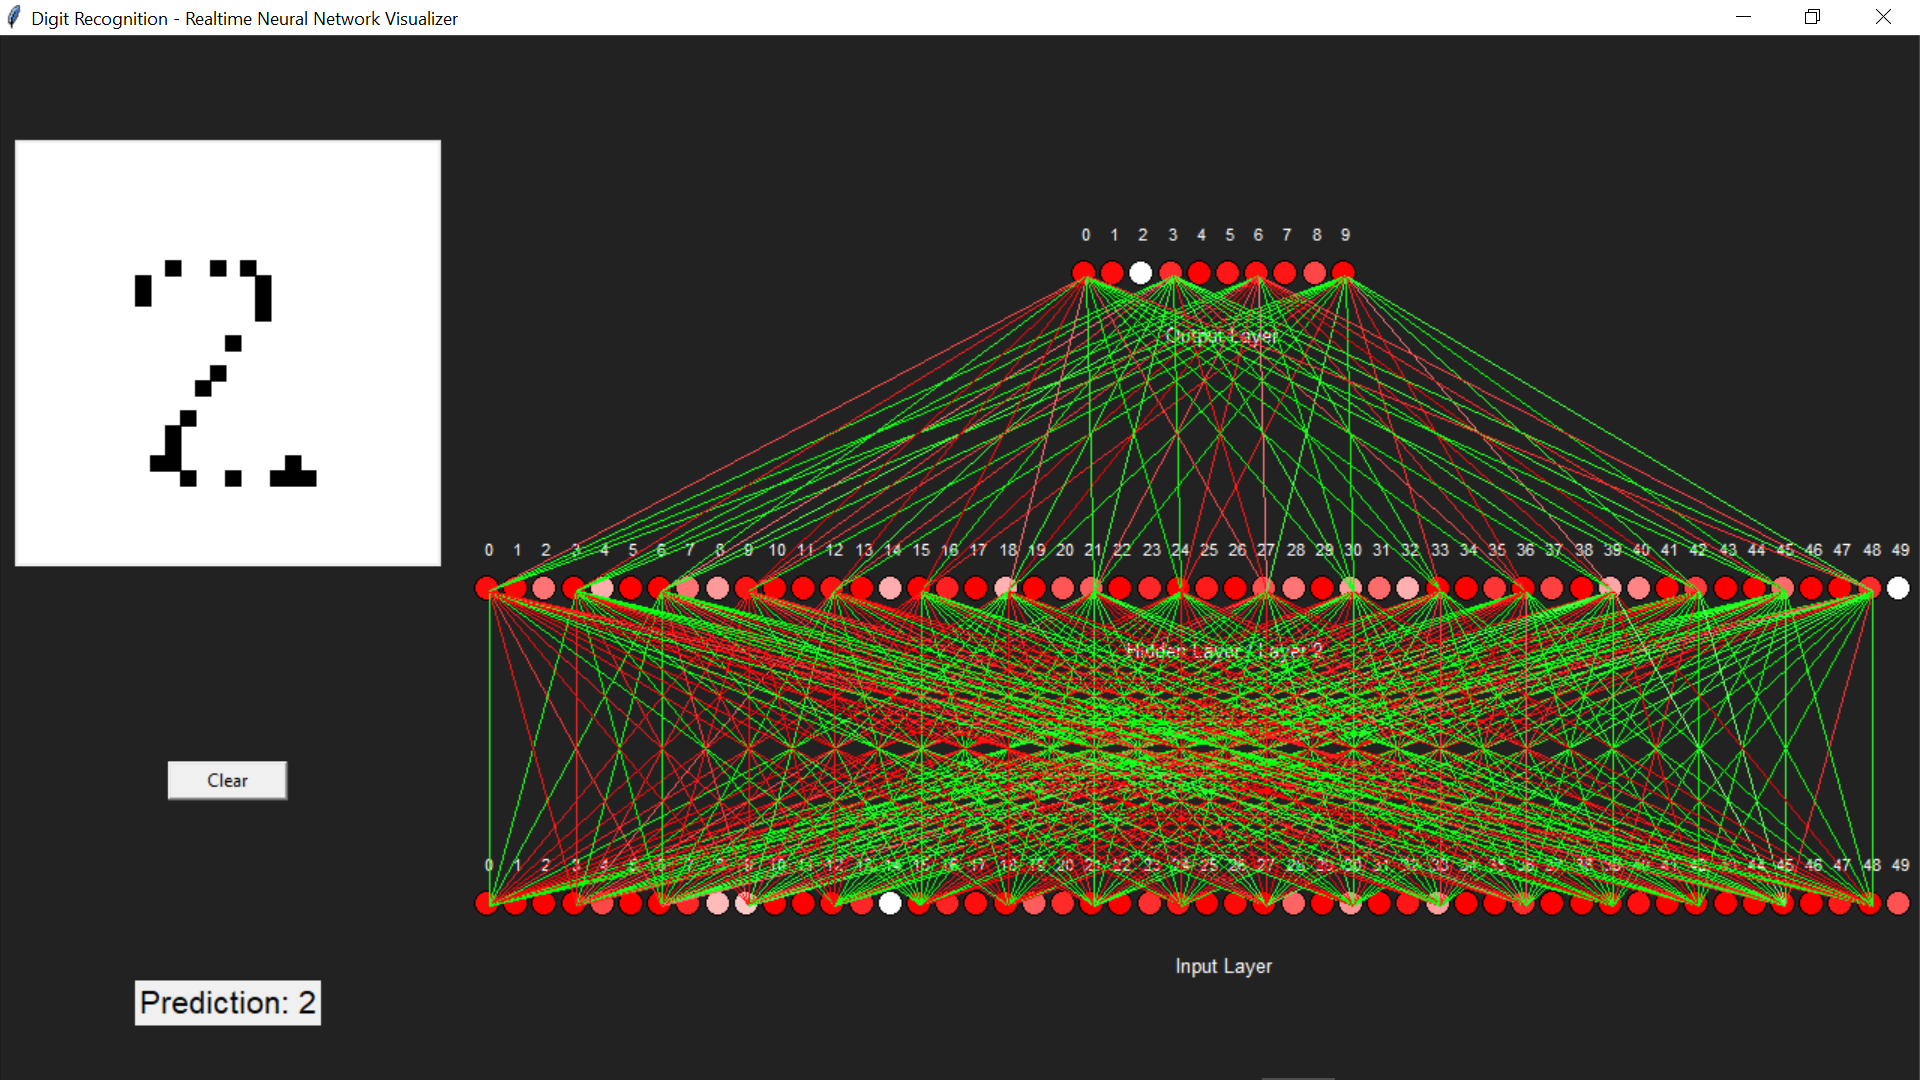 Digit Recognition - Realtime Neural Network Visualizer
2
0 1 2 3 4 5 6 7 8 9
Output Layer
0 1 2 3 4 5 6 7 8 9 10 11 12 13 14 15 16 17 18 19 20 21 22 23 24 25 26 27 28 29 30 31 32 33 34 35 36 37 38 39 40 41 42 43 44 45 46 47 48 49
Hidden Layer / Layer 2
Clear
0 1 2 3 4 5 6 7 8 9 10 11 12 13 14 15 16 17 18 19 20 21 22 23 24 25 26 27 28 29 30 31 32 33 34 35 36 37 38 39 40 41 42 43 44 45 46 47 48 49
Input Layer
Prediction: 2